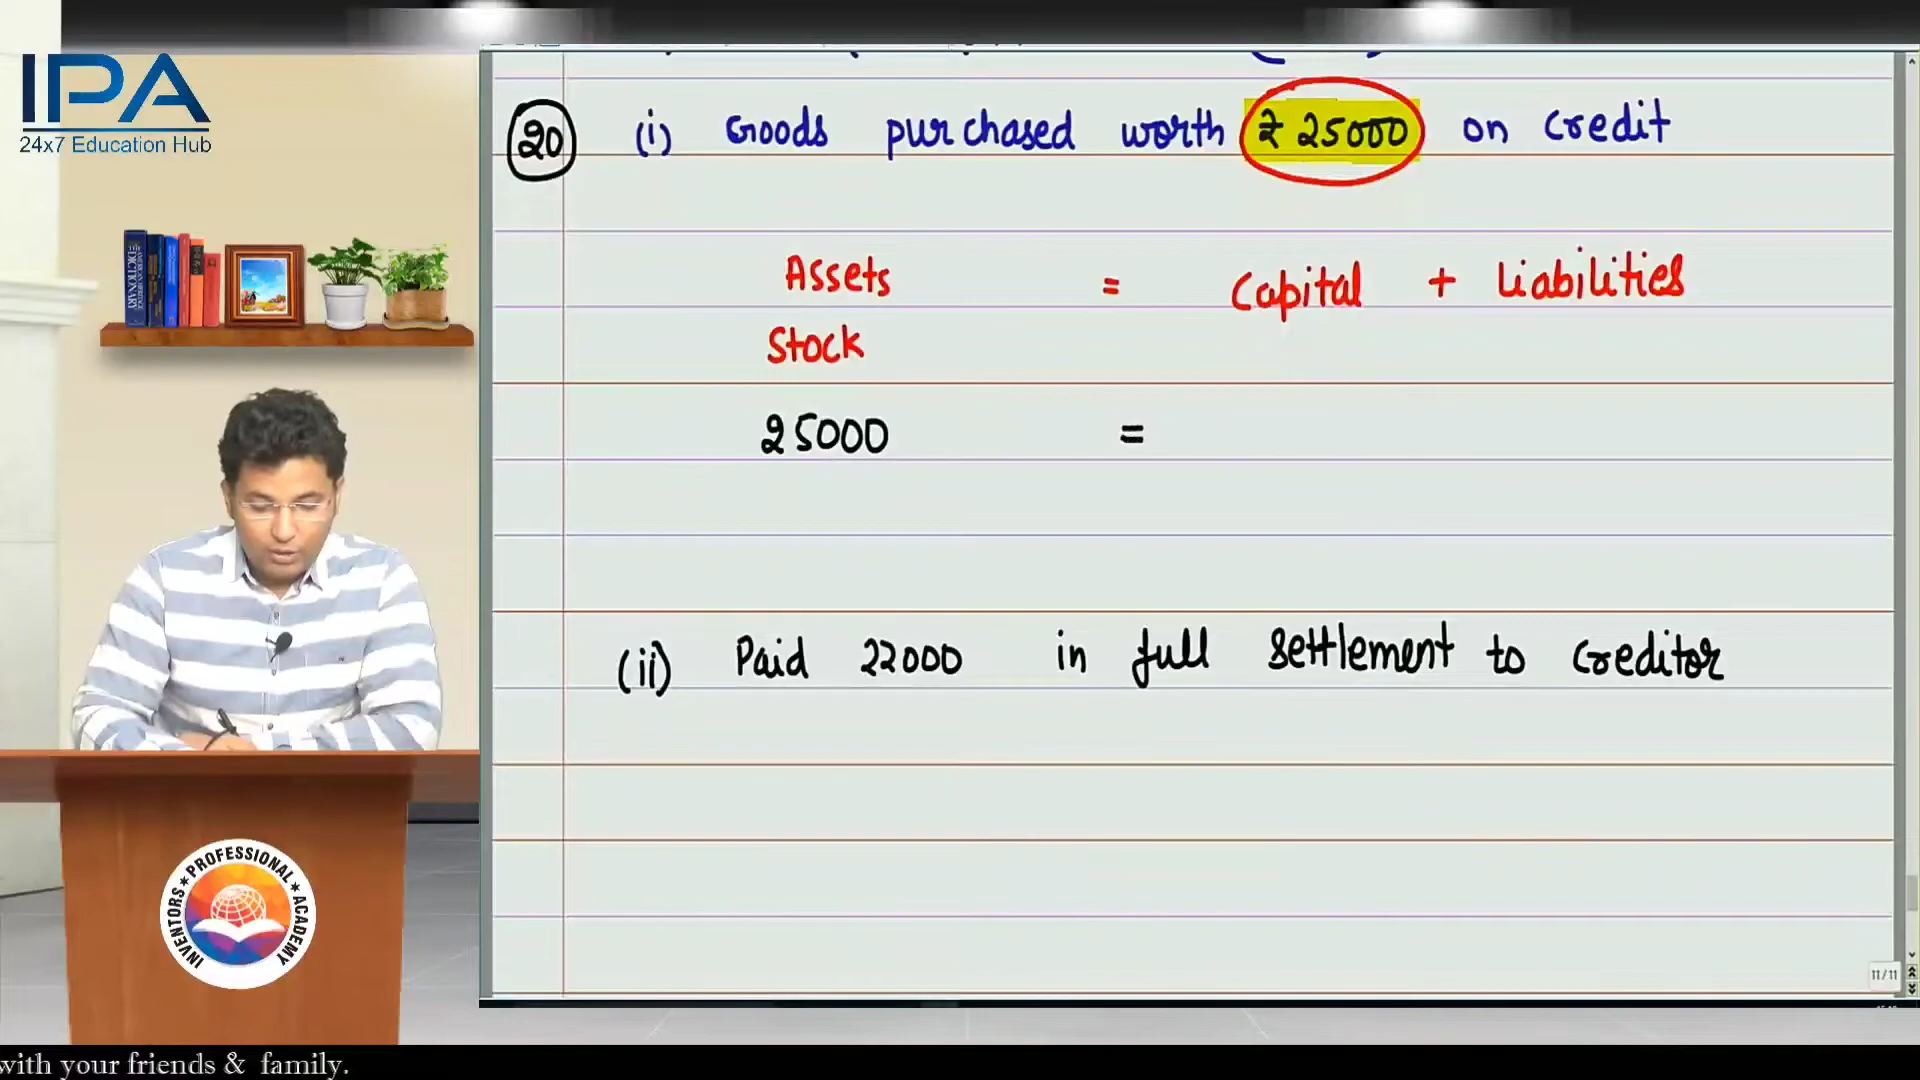 IPA
24x7 Education Hub
20 (i) Goods purchased worth ₹ 25000 on credit
Assets = Capital + Liabilities
Stock
25000 =
(ii) Paid 22000 in full settlement to Creditor
DICTIONARY
INVENTORS ★ PROFESSIONAL ★ ACADEMY
11/11
with your friends & family.